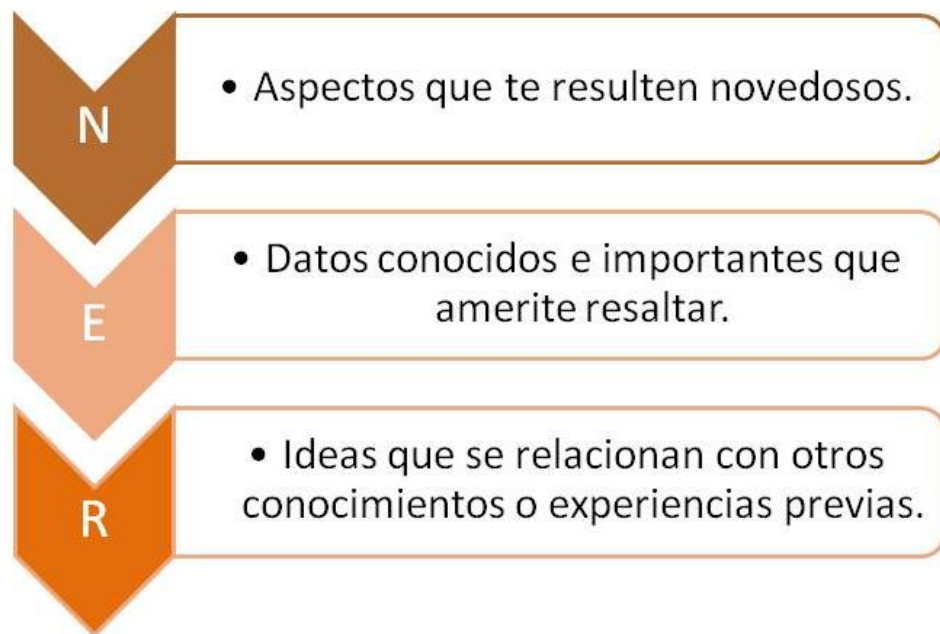 N
• Aspectos que te resulten novedosos.
E
• Datos conocidos e importantes que
amerite resaltar.
R
• Ideas que se relacionan con otros
conocimientos o experiencias previas.